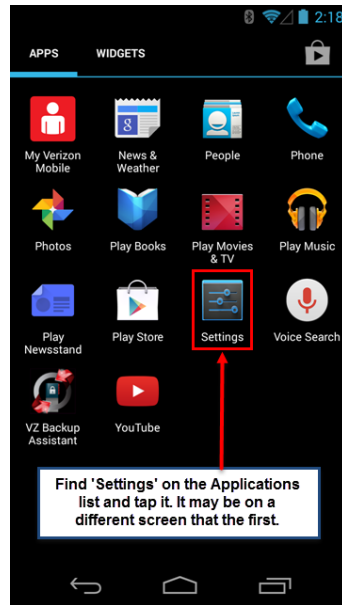 2:18
APPS WIDGETS
My Verizon News & People Phone
Mobile Weather
Photos Play Books Play Movies Play Music
& TV
Play Play Store Settings Voice Search
Newsstand
VZ Backup YouTube
Assistant
Find 'Settings' on the Applications
list and tap it. It may be on a
different screen that the first.